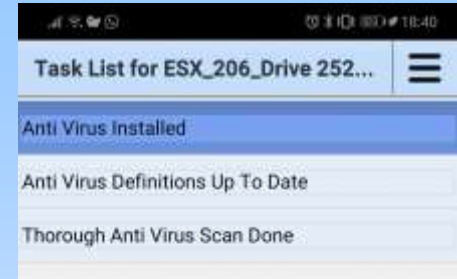 18:40
Task List for ESX_206_Drive 252...
Anti Virus Installed
Anti Virus Definitions Up To Date
Thorough Anti Virus Scan Done